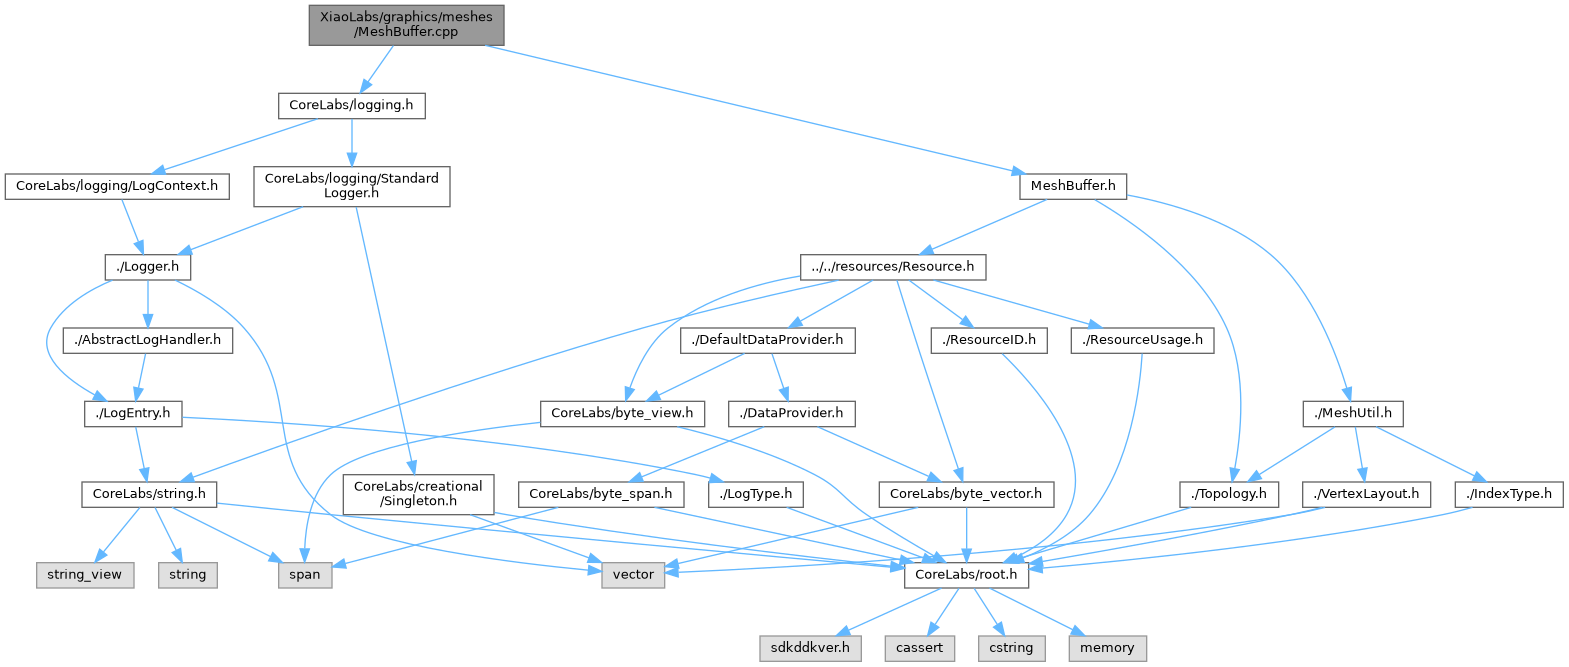 XiaoLabs/graphics/meshes
/MeshBuffer.cpp
CoreLabs/logging.h
CoreLabs/logging/LogContext.h
CoreLabs/logging/Standard
Logger.h
MeshBuffer.h
./Logger.h
../../resources/Resource.h
./AbstractLogHandler.h
./DefaultDataProvider.h
./ResourceID.h
./ResourceUsage.h
./LogEntry.h
CoreLabs/byte_view.h
./DataProvider.h
./MeshUtil.h
CoreLabs/string.h
CoreLabs/creational
/Singleton.h
CoreLabs/byte_span.h
./LogType.h
CoreLabs/byte_vector.h
./Topology.h
./VertexLayout.h
./IndexType.h
string_view
string
span
vector
CoreLabs/root.h
sdkddkver.h
cassert
cstring
memory